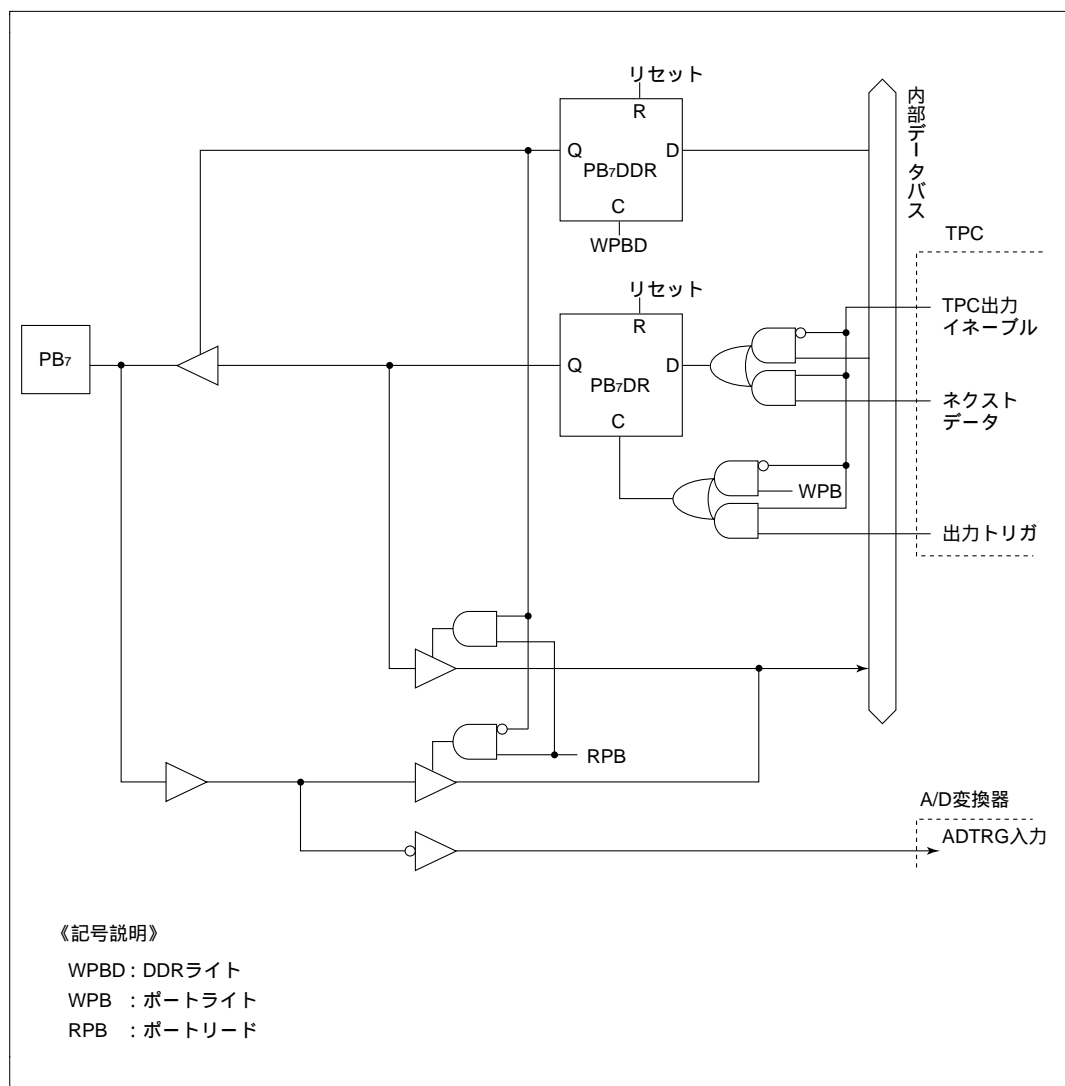 リセット
R
Q
D
PB7DDR
C
WPBD
内部データバス
TPC
リセット
R
TPC出力
イネーブル
PB7
Q
D
PB7DR
C
ネクスト
データ
WPB
出力トリガ
RPB
A/D変換器
ADTRG入力
《記号説明》
WPBD : DDRライト
WPB : ポートライト
RPB : ポートリード